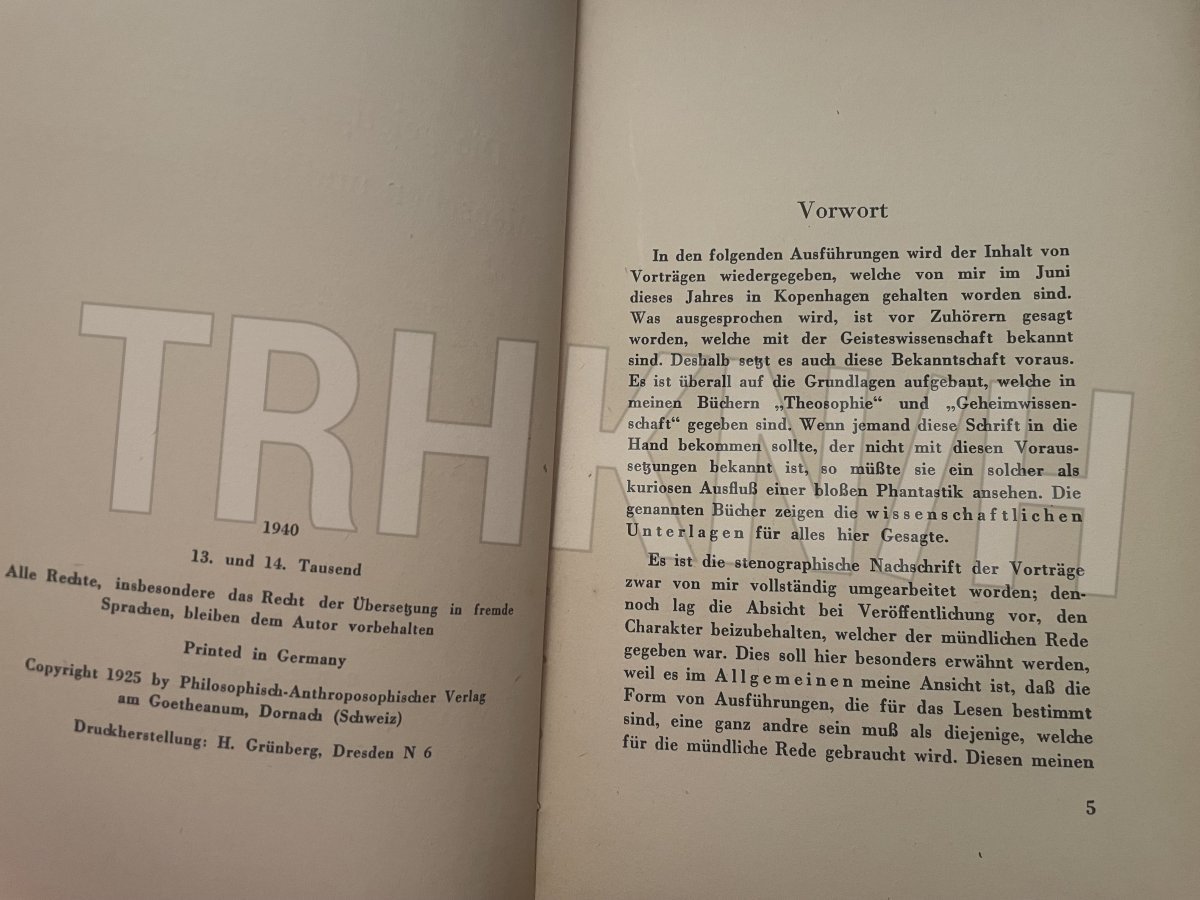 1940
13. und 14. Tausend
Alle Rechte, insbesondere das Recht der Übersetzung in fremde
Sprachen, bleiben dem Autor vorbehalten
Printed in Germany
Copyright 1925 by Philosophisch-Anthroposophischer Verlag
am Goetheanum, Dornach (Schweiz)
Druckherstellung: H. Grünberg, Dresden N 6
Vorwort
In den folgenden Ausführungen wird der Inhalt von
Vorträgen wiedergegeben, welche von mir im Juni
dieses Jahres in Kopenhagen gehalten worden sind.
Was ausgesprochen wird, ist vor Zuhörern gesagt
worden, welche mit der Geisteswissenschaft bekannt
sind. Deshalb setzt es auch diese Bekanntschaft voraus.
Es ist überall auf die Grundlagen aufgebaut, welche in
meinen Büchern „Theosophie“ und „Geheimwissen-
schaft“ gegeben sind. Wenn jemand diese Schrift in die
Hand bekommen sollte, der nicht mit diesen Voraus-
setzungen bekannt ist, so müßte sie ein solcher als
kuriosen Ausfluß einer bloßen Phantastik ansehen. Die
genannten Bücher zeigen die wissenschaftlichen
Unterlagen für alles hier Gesagte.
Es ist die stenographische Nachschrift der Vorträge
zwar von mir vollständig umgearbeitet worden; den-
noch lag die Absicht bei Veröffentlichung vor, den
Charakter beizubehalten, welcher der mündlichen Rede
gegeben war. Dies soll hier besonders erwähnt werden,
weil es im Allgemeinen meine Ansicht ist, daß die
Form von Ausführungen, die für das Lesen bestimmt
sind, eine ganz andre sein muß als diejenige, welche
für die mündliche Rede gebraucht wird. Diesen meinen
5
TRHKN/H